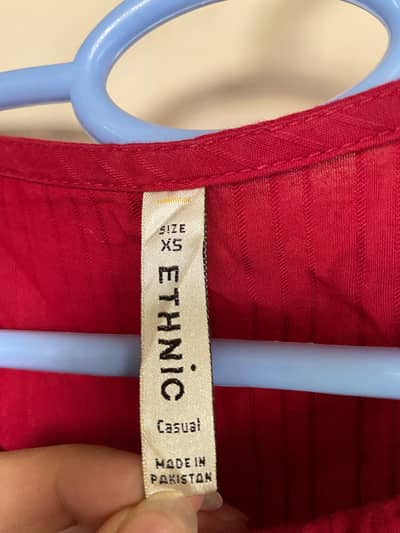 SIZE
XS
ETHNiC
Casual
MADE IN
PAKISTAN